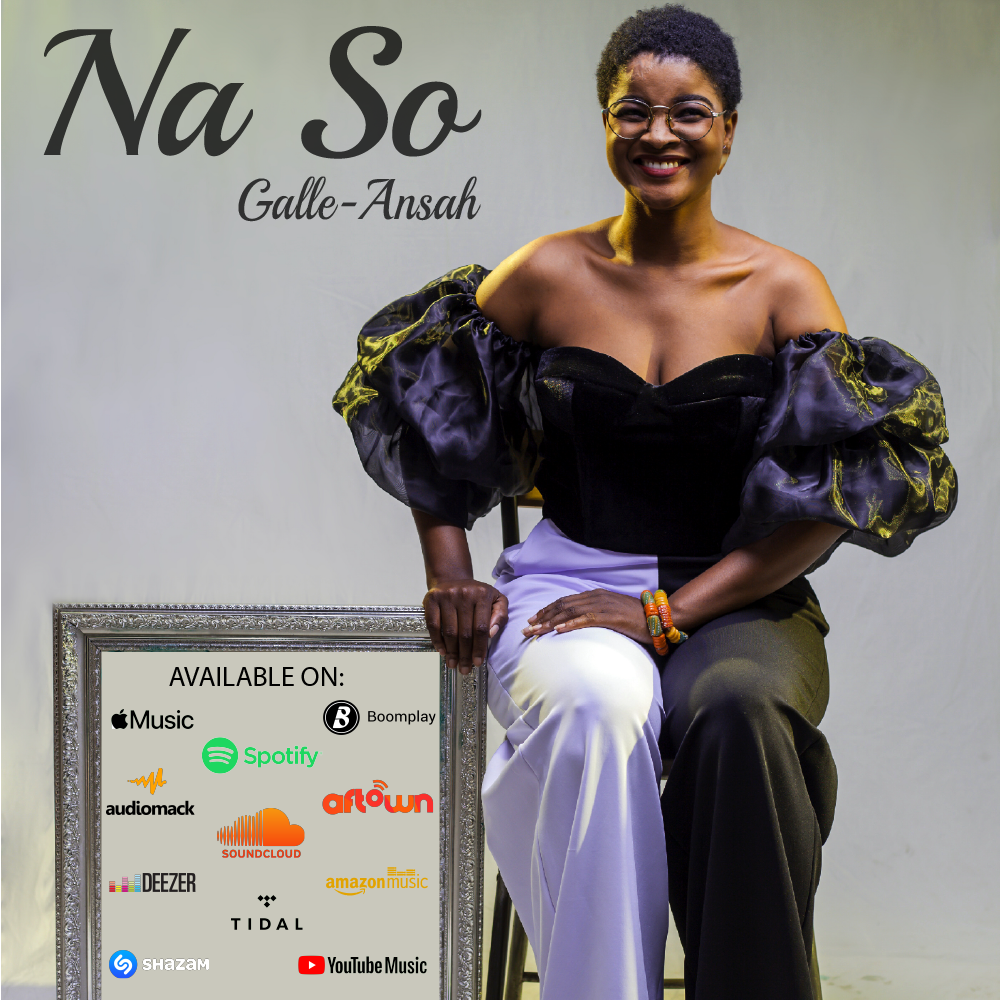 Na So
Galle-Ansah
AVAILABLE ON:
Music
B Boomplay
Spotify
audiomack
aftown
SOUNDCLOUD
DEEZER
amazon music
TIDAL
SHAZAM
YouTube Music